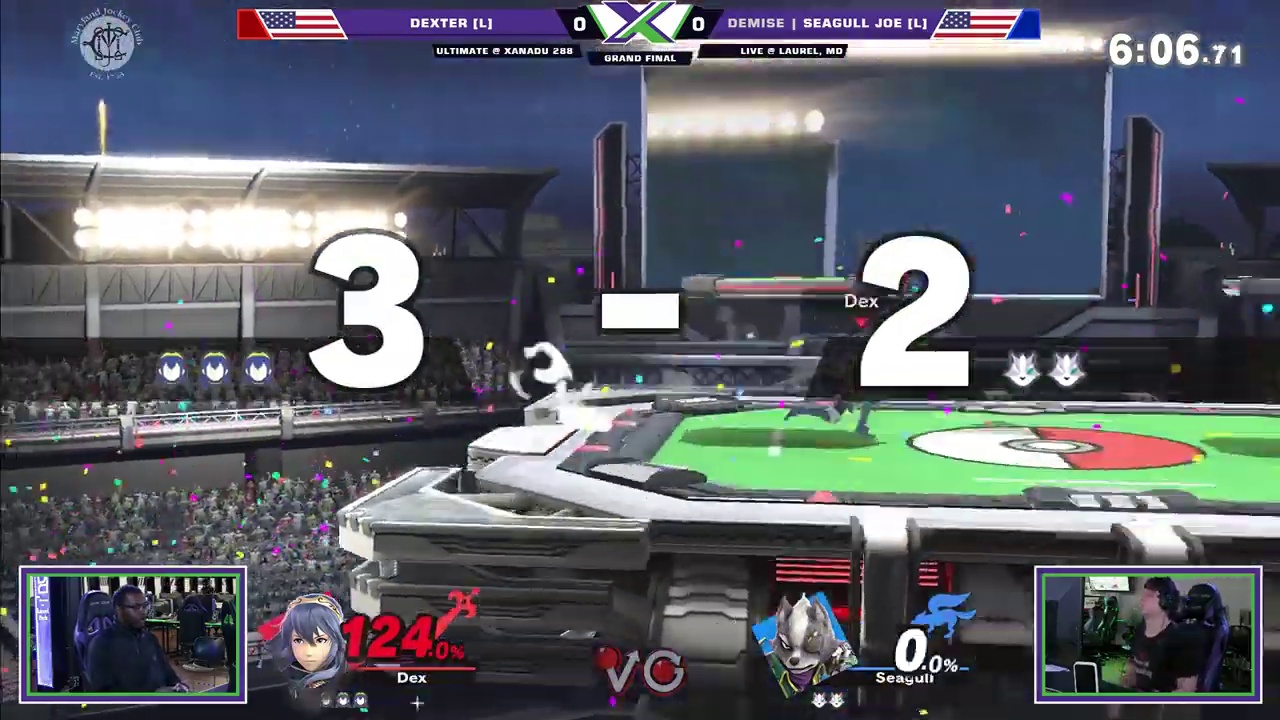 DEXTER [L] 0 0 DEMISE | SEAGULL JOE [L]
ULTIMATE @ XANADU 288 GRAND FINAL LIVE @ LAUREL, MD
6:06.71
3 - 2
Dex
124.0% 0.0%
Dex Seagull